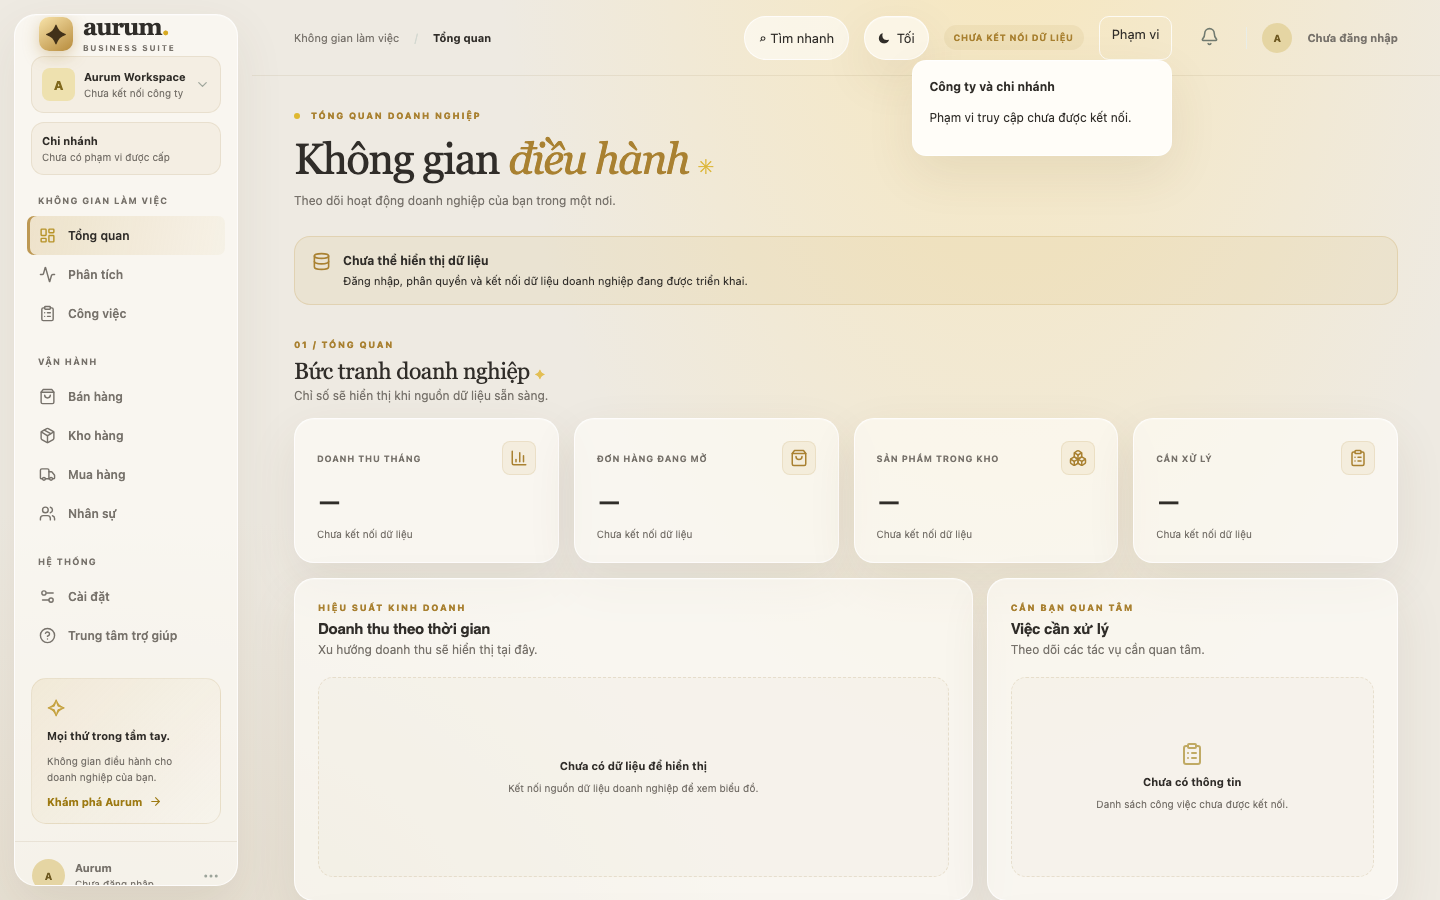 aurum.
BUSINESS SUITE
A
Aurum Workspace
Chưa kết nối công ty
Chi nhánh
Chưa có phạm vi được cấp
KHÔNG GIAN LÀM VIỆC
Tổng quan
Phân tích
Công việc
VẬN HÀNH
Bán hàng
Kho hàng
Mua hàng
Nhân sự
HỆ THỐNG
Cài đặt
Trung tâm trợ giúp
Mọi thứ trong tầm tay.
Không gian điều hành cho
doanh nghiệp của bạn.
Khám phá Aurum →
A
Aurum
Chưa đăng nhập
Không gian làm việc / Tổng quan
Tìm nhanh
Tối
CHƯA KẾT NỐI DỮ LIỆU
Phạm vi
A
Chưa đăng nhập
Công ty và chi nhánh
Phạm vi truy cập chưa được kết nối.
TỔNG QUAN DOANH NGHIỆP
Không gian điều hành
Theo dõi hoạt động doanh nghiệp của bạn trong một nơi.
Chưa thể hiển thị dữ liệu
Đăng nhập, phân quyền và kết nối dữ liệu doanh nghiệp đang được triển khai.
01 / TỔNG QUAN
Bức tranh doanh nghiệp
Chỉ số sẽ hiển thị khi nguồn dữ liệu sẵn sàng.
DOANH THU THÁNG
—
Chưa kết nối dữ liệu
ĐƠN HÀNG ĐANG MỞ
—
Chưa kết nối dữ liệu
SẢN PHẨM TRONG KHO
—
Chưa kết nối dữ liệu
CẦN XỬ LÝ
—
Chưa kết nối dữ liệu
HIỆU SUẤT KINH DOANH
Doanh thu theo thời gian
Xu hướng doanh thu sẽ hiển thị tại đây.
Chưa có dữ liệu để hiển thị
Kết nối nguồn dữ liệu doanh nghiệp để xem biểu đồ.
CẦN BẠN QUAN TÂM
Việc cần xử lý
Theo dõi các tác vụ cần quan tâm.
Chưa có thông tin
Danh sách công việc chưa được kết nối.